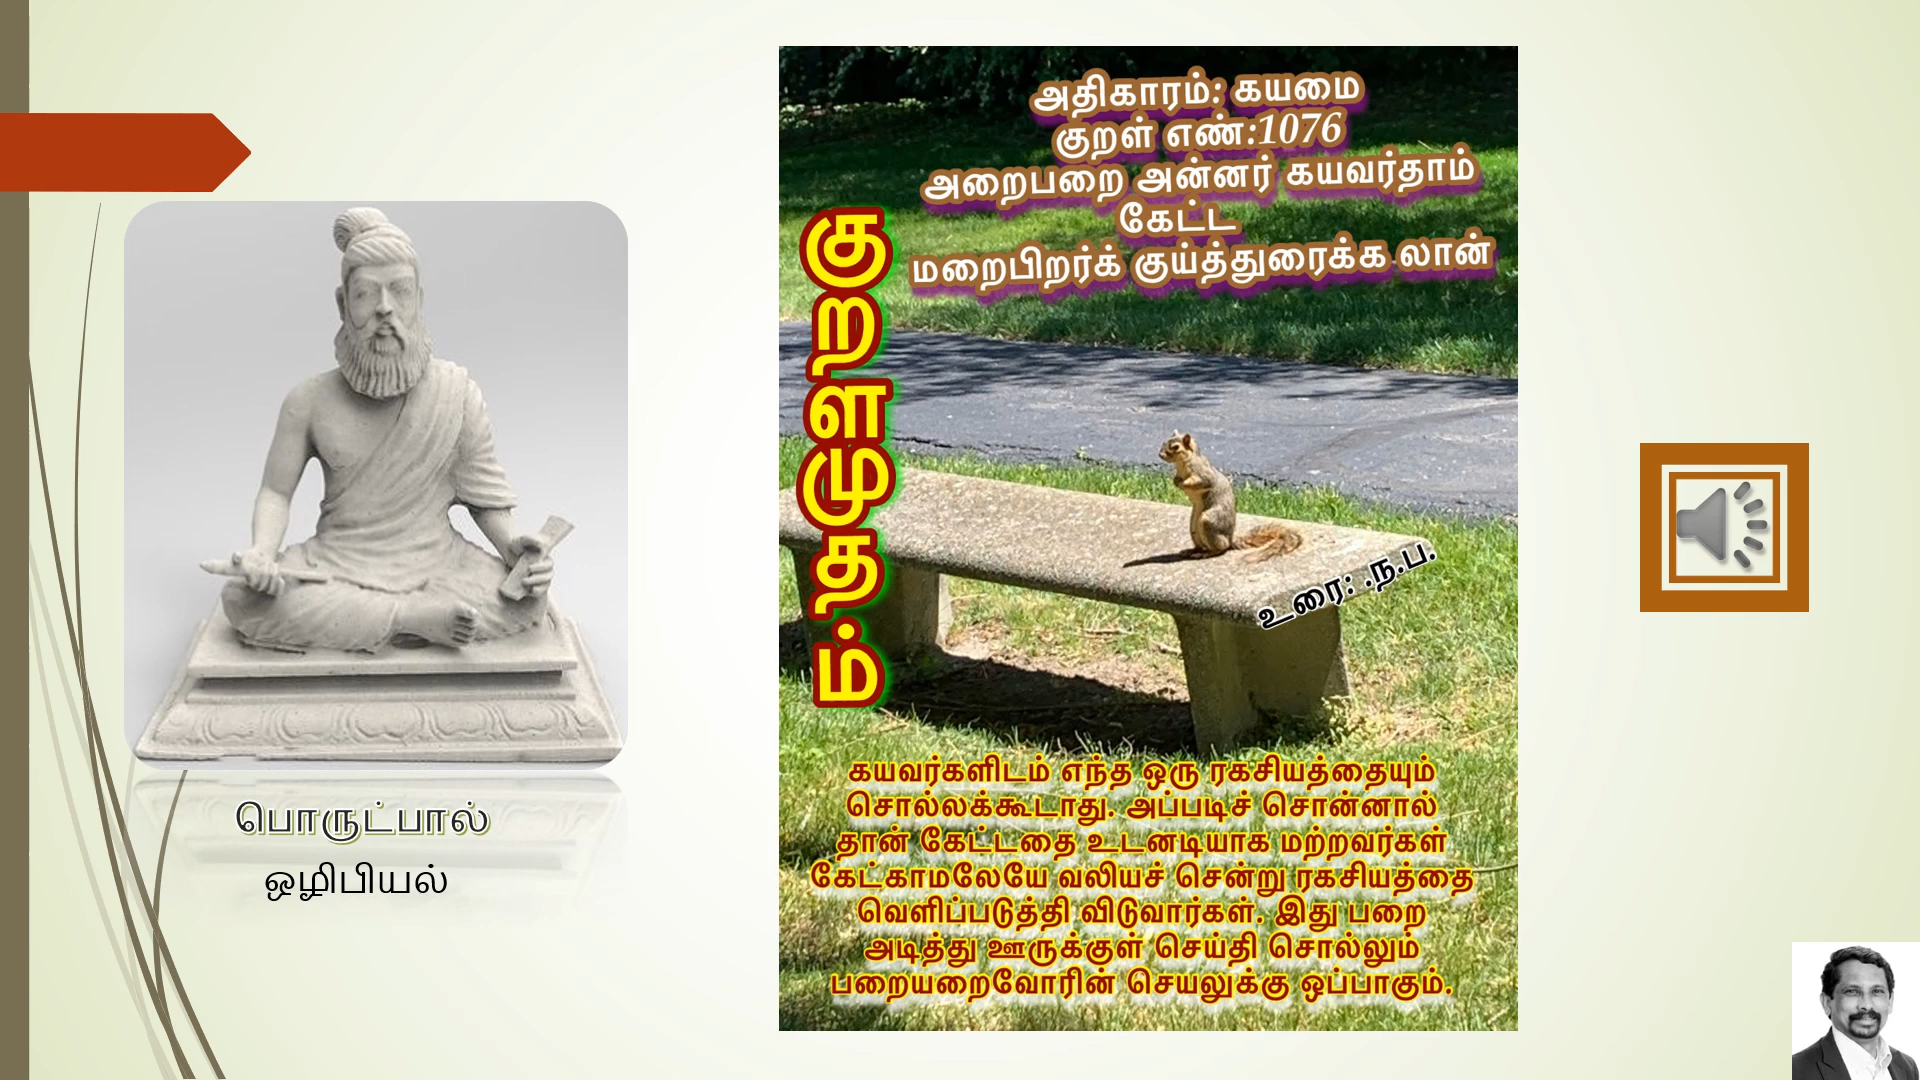 அதிகாரம்: கயமை
குறள் எண்:1076
அறைபறை அன்னர் கயவர்தாம்
கேட்ட
மறைபிறர்க் குய்த்துரைக்க லான்
குறளமுதம்
உரை: .ந.ப.
கயவர்களிடம் எந்த ஒரு ரகசியத்தையும்
சொல்லக்கூடாது. அப்படிச் சொன்னால்
தான் கேட்டதை உடனடியாக மற்றவர்கள்
கேட்காமலேயே வலியச் சென்று ரகசியத்தை
வெளிப்படுத்தி விடுவார்கள். இது பறை
அடித்து ஊருக்குள் செய்தி சொல்லும்
பறையறைவோரின் செயலுக்கு ஒப்பாகும்.
பொருட்பால்
ஒழிபியல்